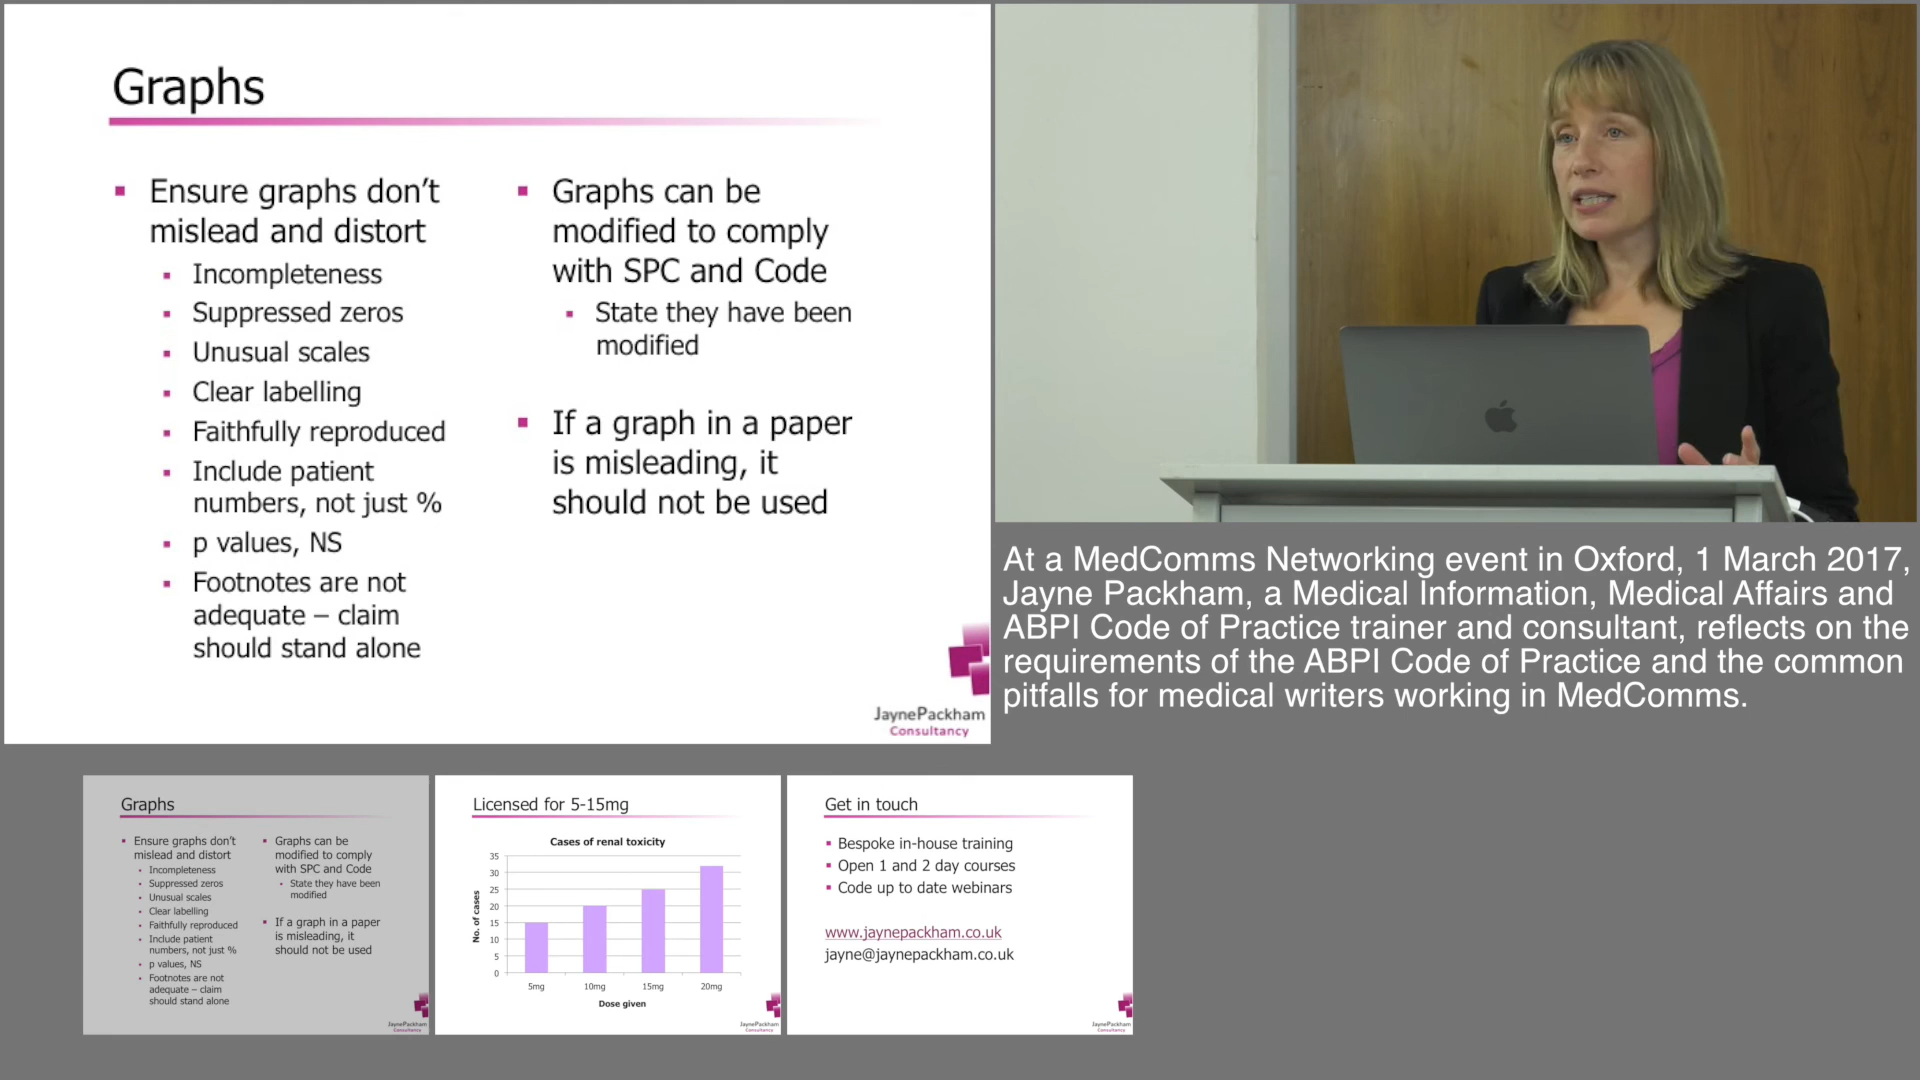 Graphs
Ensure graphs don't
mislead and distort
Incompleteness
Suppressed zeros
Unusual scales
Clear labelling
Faithfully reproduced
Include patient
numbers, not just %
p values, NS
Footnotes are not
adequate – claim
should stand alone
Graphs can be
modified to comply
with SPC and Code
State they have been
modified
If a graph in a paper
is misleading, it
should not be used
JaynePackham
Consultancy
At a MedComms Networking event in Oxford, 1 March 2017,
Jayne Packham, a Medical Information, Medical Affairs and
ABPI Code of Practice trainer and consultant, reflects on the
requirements of the ABPI Code of Practice and the common
pitfalls for medical writers working in MedComms.
Graphs
Ensure graphs don't
mislead and distort
Incompleteness
Suppressed zeros
Unusual scales
Clear labelling
Faithfully reproduced
Include patient
numbers, not just %
p values, NS
Footnotes are not
adequate – claim
should stand alone
Graphs can be
modified to comply
with SPC and Code
State they have been
modified
If a graph in a paper
is misleading, it
should not be used
JaynePackham
Consultancy
Licensed for 5-15mg
Cases of renal toxicity
No. of cases
35
30
25
20
15
10
5
0
5mg 10mg 15mg 20mg
Dose given
JaynePackham
Consultancy
Get in touch
Bespoke in-house training
Open 1 and 2 day courses
Code up to date webinars
www.jaynepackham.co.uk
jayne@jaynepackham.co.uk
JaynePackham
Consultancy